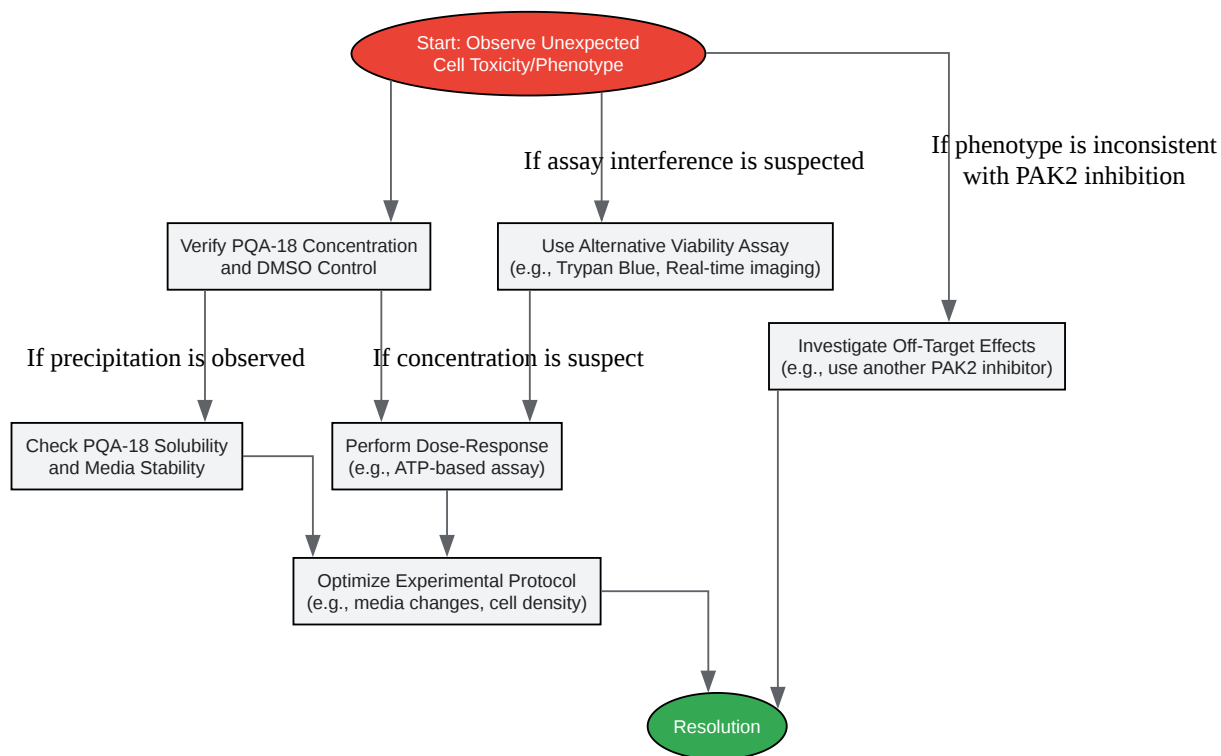 Start: Observe Unexpected
Cell Toxicity/Phenotype
If assay interference is suspected
If phenotype is inconsistent
with PAK2 inhibition
Verify PQA-18 Concentration
and DMSO Control
Use Alternative Viability Assay
(e.g., Trypan Blue, Real-time imaging)
If precipitation is observed
If concentration is suspect
Investigate Off-Target Effects
(e.g., use another PAK2 inhibitor)
Check PQA-18 Solubility
and Media Stability
Perform Dose-Response
(e.g., ATP-based assay)
Optimize Experimental Protocol
(e.g., media changes, cell density)
Resolution